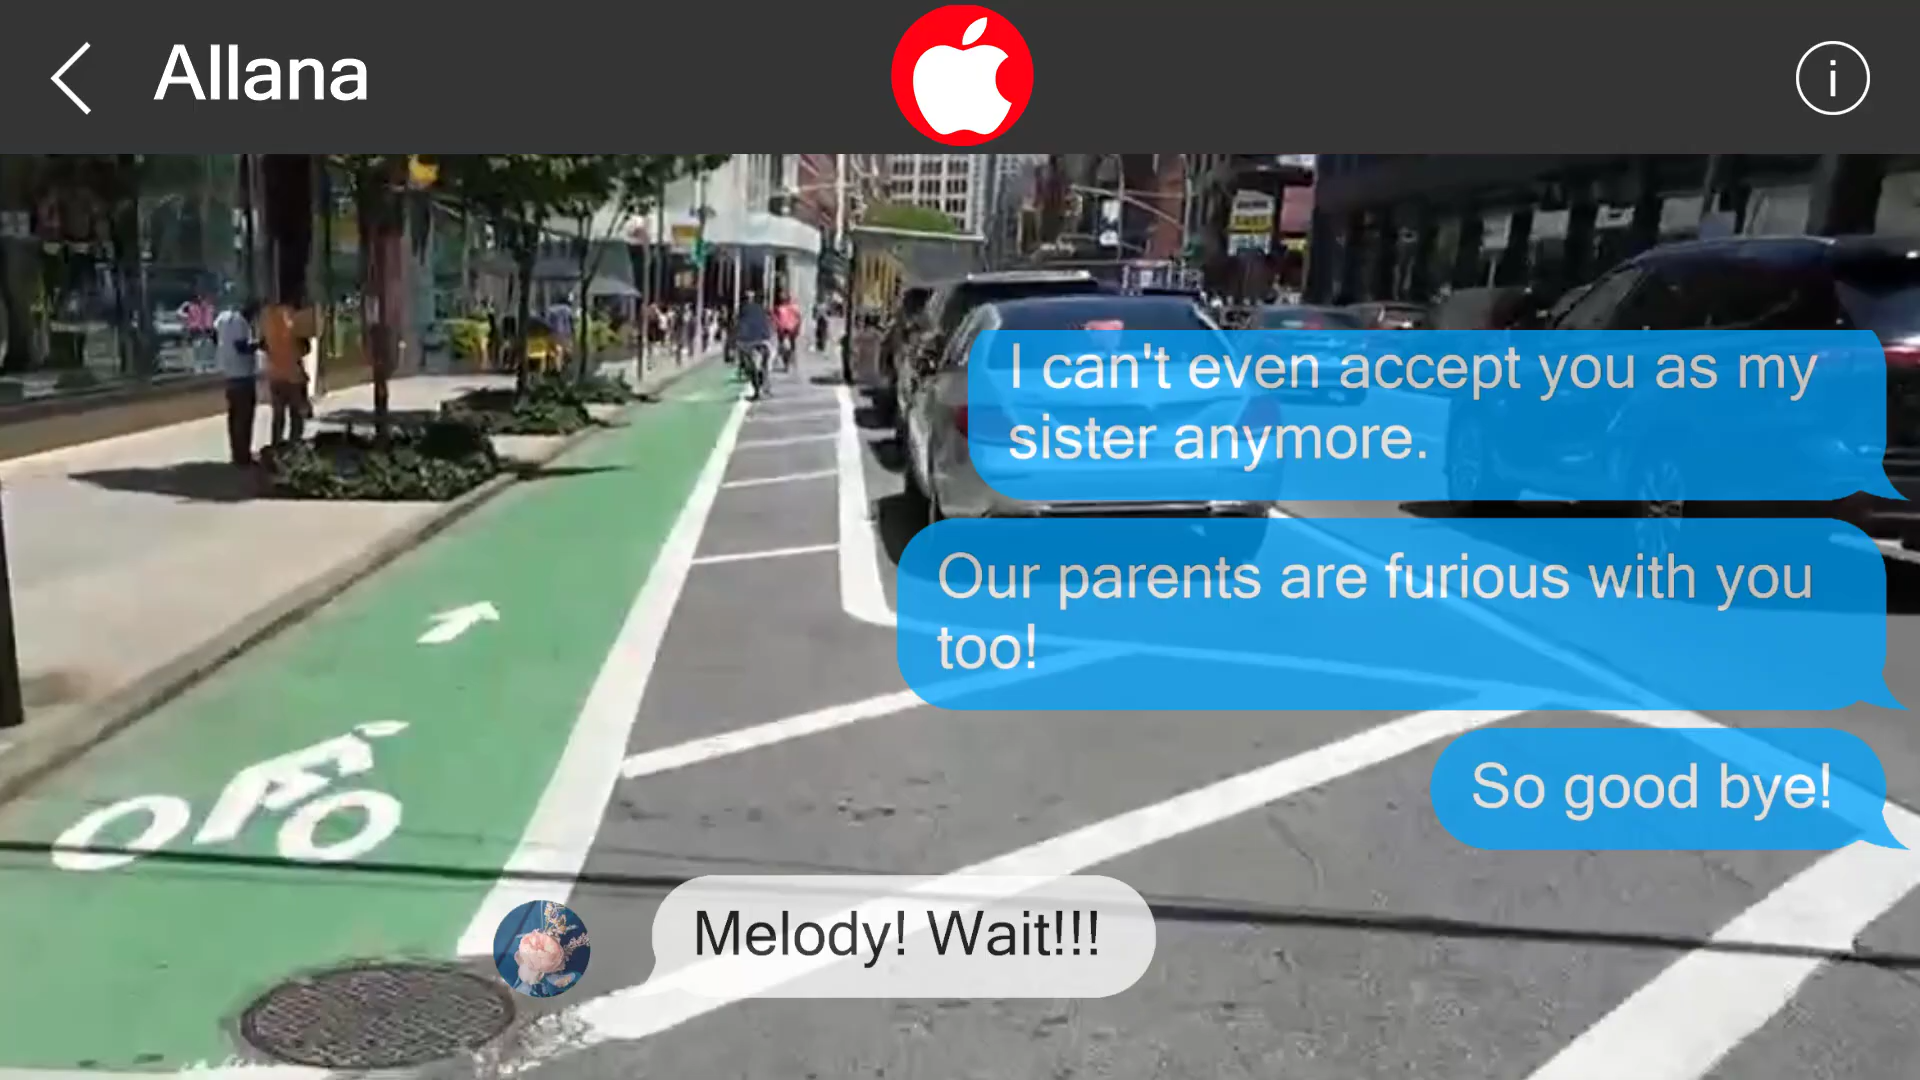 Allana
i
I can't even accept you as my
sister anymore.
Our parents are furious with you
too!
So good bye!
Melody! Wait!!!